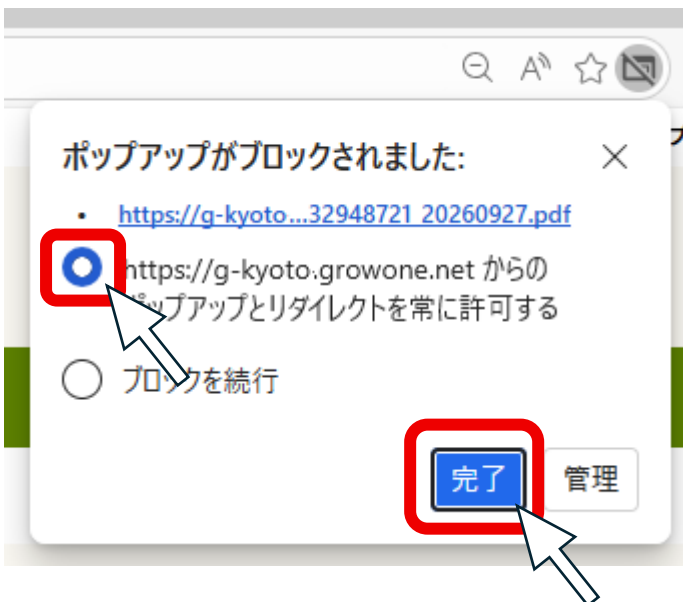 A
ポップアップがブロックされました:
• https://g-kyoto...32948721 20260927.pdf
https://g-kyoto.growone.net からの
ポップアップとリダイレクトを常に許可する
ブロックを続行
完了
管理